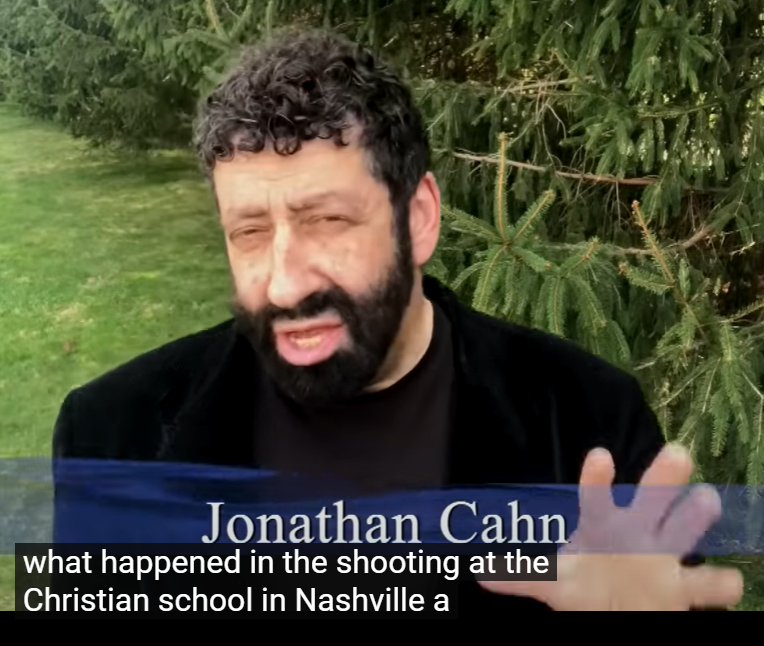 Jonathan Cahn
what happened in the shooting at the
Christian school in Nashville a